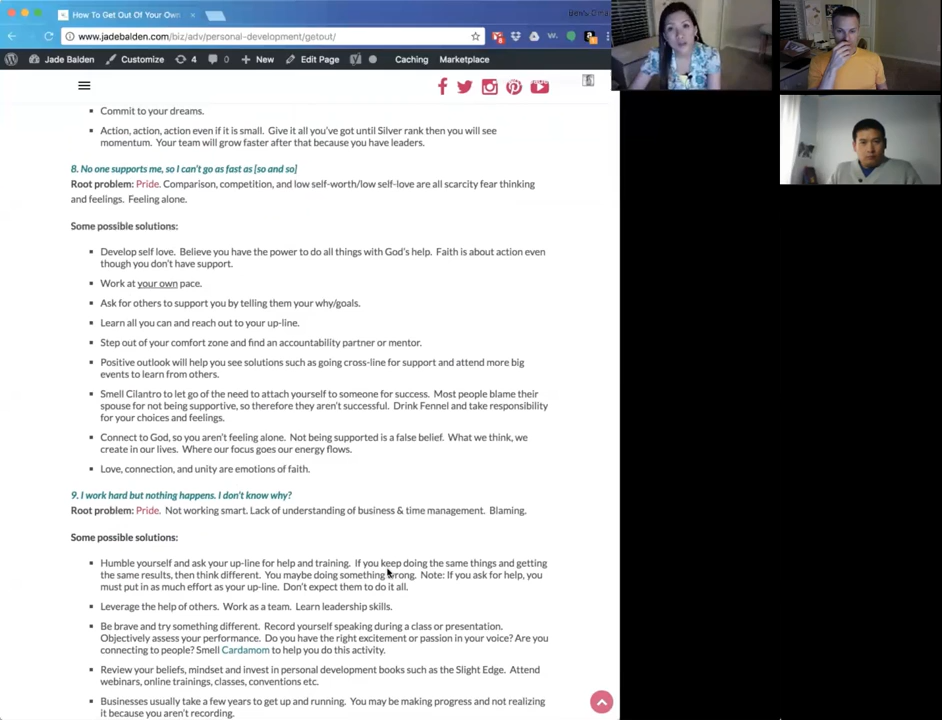 How To Get Out Of Your Own
www.jadebalden.com/biz/adv/personal-development/getout/
Jade Balden Customize 4 0 New Edit Page Caching Marketplace
Commit to your dreams.
Action, action, action even if it is small. Give it all you've got until Silver rank then you will see
momentum. Your team will grow faster after that because you have leaders.
8. No one supports me, so I can't go as fast as [so and so]
Root problem: Pride. Comparison, competition, and low self-worth/low self-love are all scarcity fear thinking
and feelings. Feeling alone.
Some possible solutions:
Develop self love. Believe you have the power to do all things with God's help. Faith is about action even
though you don't have support.
Work at your own pace.
Ask for others to support you by telling them your why/goals.
Learn all you can and reach out to your up-line.
Step out of your comfort zone and find an accountability partner or mentor.
Positive outlook will help you see solutions such as going cross-line for support and attend more big
events to learn from others.
Smell Cilantro to let go of the need to attach yourself to someone for success. Most people blame their
spouse for not being supportive, so therefore they aren't successful. Drink Fennel and take responsibility
for your choices and feelings.
Connect to God, so you aren't feeling alone. Not being supported is a false belief. What we think, we
create in our lives. Where our focus goes our energy flows.
Love, connection, and unity are emotions of faith.
9. I work hard but nothing happens. I don't know why?
Root problem: Pride. Not working smart. Lack of understanding of business & time management. Blaming.
Some possible solutions:
Humble yourself and ask your up-line for help and training. If you keep doing the same things and getting
the same results, then think different. You maybe doing something wrong. Note: If you ask for help, you
must put in as much effort as your up-line. Don't expect them to do it all.
Leverage the help of others. Work as a team. Learn leadership skills.
Be brave and try something different. Record yourself speaking during a class or presentation.
Objectively assess your performance. Do you have the right excitement or passion in your voice? Are you
connecting to people? Smell Cardamom to help you do this activity.
Review your beliefs, mindset and invest in personal development books such as the Slight Edge. Attend
webinars, online trainings, classes, conventions etc.
Businesses usually take a few years to get up and running. You may be making progress and not realizing
it because you aren't recording.